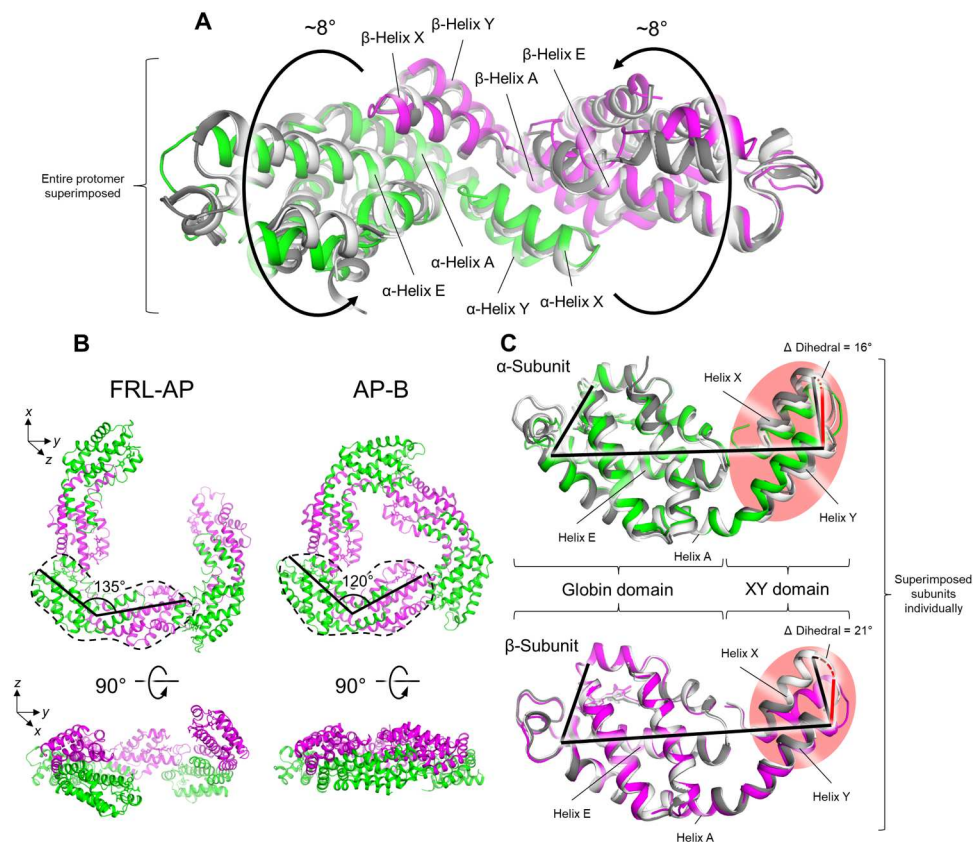 A
~8°
β-Helix X
β-Helix Y
β-Helix A
β-Helix E
~8°
Entire protomer
superimposed
α-Helix E
α-Helix A
α-Helix Y
α-Helix X
B
FRL-AP
AP-B
x
y
z
135°
120°
90°
90°
z
y
x
C
α-Subunit
Δ Dihedral = 16°
Helix X
Helix E
Helix A
Helix Y
Globin domain
XY domain
Superimposed
subunits
individually
β-Subunit
Δ Dihedral = 21°
Helix X
Helix E
Helix A
Helix Y